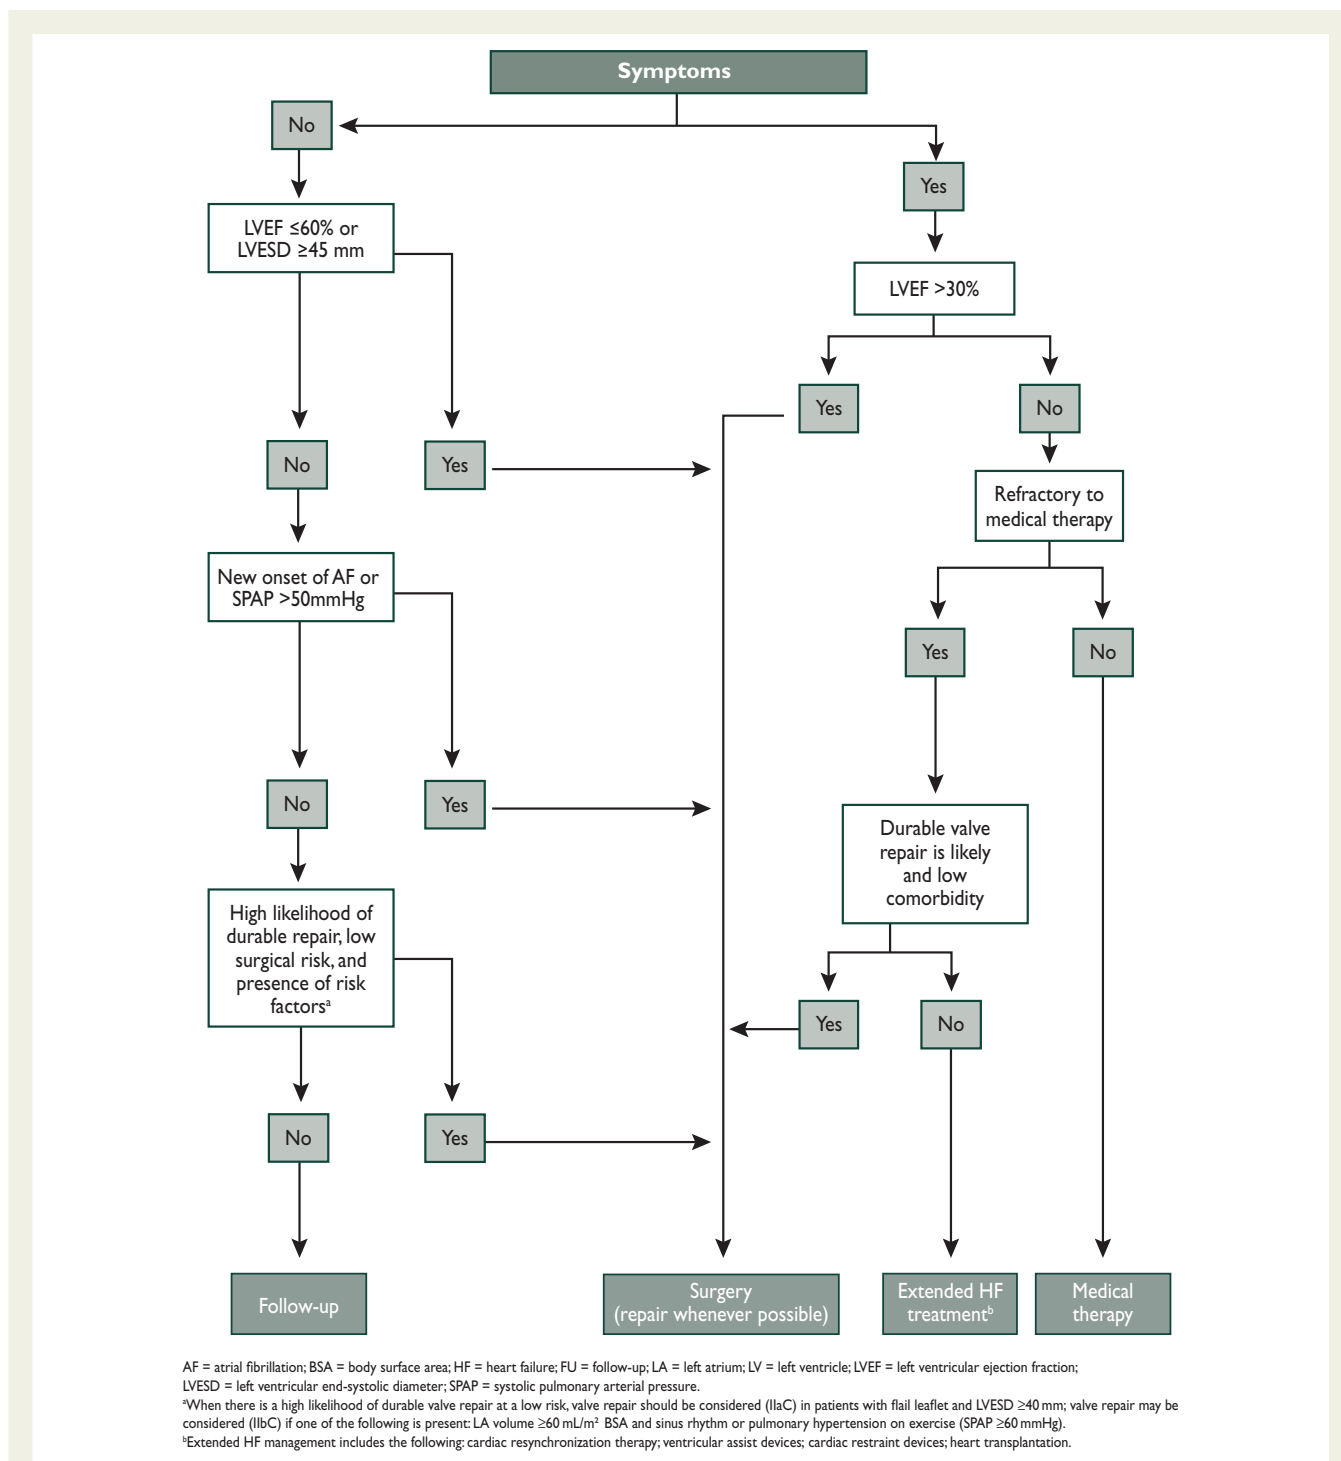 Symptoms
No
Yes
LVEF ≤60% or
LVESD ≥45 mm
LVEF >30%
Yes
No
No
Yes
Refractory to
medical therapy
New onset of AF or
SPAP >50mmHg
Yes
No
No
Yes
Durable valve
repair is likely
and low
comorbidity
High likelihood of
durable repair, low
surgical risk, and
presence of risk
factorsᵃ
Yes
No
No
Yes
Follow-up
Surgery
(repair whenever possible)
Extended HF
treatmentᵇ
Medical
therapy
AF = atrial fibrillation; BSA = body surface area; HF = heart failure; FU = follow-up; LA = left atrium; LV = left ventricle; LVEF = left ventricular ejection fraction;
LVESD = left ventricular end-systolic diameter; SPAP = systolic pulmonary arterial pressure.
ᵃWhen there is a high likelihood of durable valve repair at a low risk, valve repair should be considered (IIaC) in patients with flail leaflet and LVESD ≥40 mm; valve repair may be
considered (IIbC) if one of the following is present: LA volume ≥60 mL/m² BSA and sinus rhythm or pulmonary hypertension on exercise (SPAP ≥60 mmHg).
ᵇExtended HF management includes the following: cardiac resynchronization therapy; ventricular assist devices; cardiac restraint devices; heart transplantation.